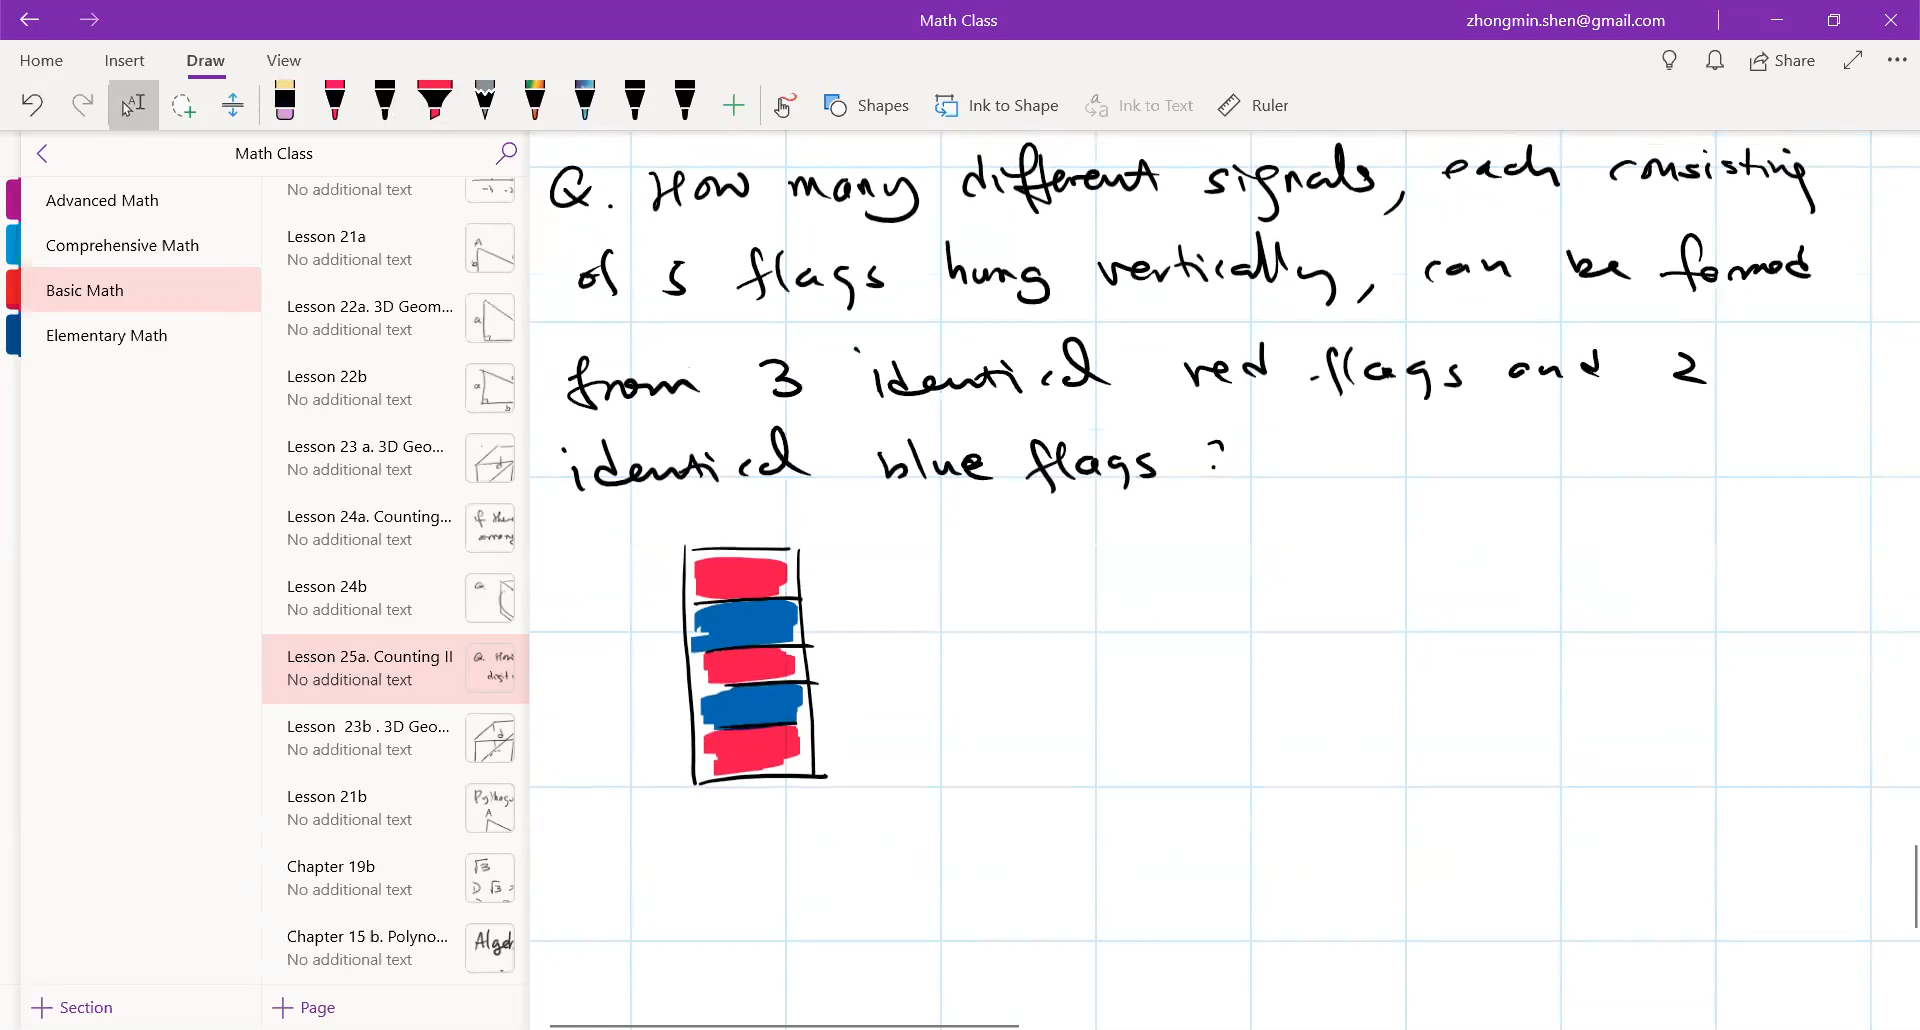 Math Class
zhongmin.shen@gmail.com
Home
Insert
Draw
View
Share
Shapes
Ink to Shape
Ink to Text
Ruler
Math Class
Advanced Math
Comprehensive Math
Basic Math
Elementary Math
No additional text
Lesson 21a
No additional text
Lesson 22a. 3D Geom...
No additional text
Lesson 22b
No additional text
Lesson 23 a. 3D Geo...
No additional text
Lesson 24a. Counting...
No additional text
Lesson 24b
No additional text
Lesson 25a. Counting II
No additional text
Lesson 23b . 3D Geo...
No additional text
Lesson 21b
No additional text
Chapter 19b
No additional text
Chapter 15 b. Polyno...
No additional text
Section
Page
Q. How many different signals, each consisting
of 5 flags hung vertically, can be formed
from 3 identical red flags and 2
identical blue flags ?